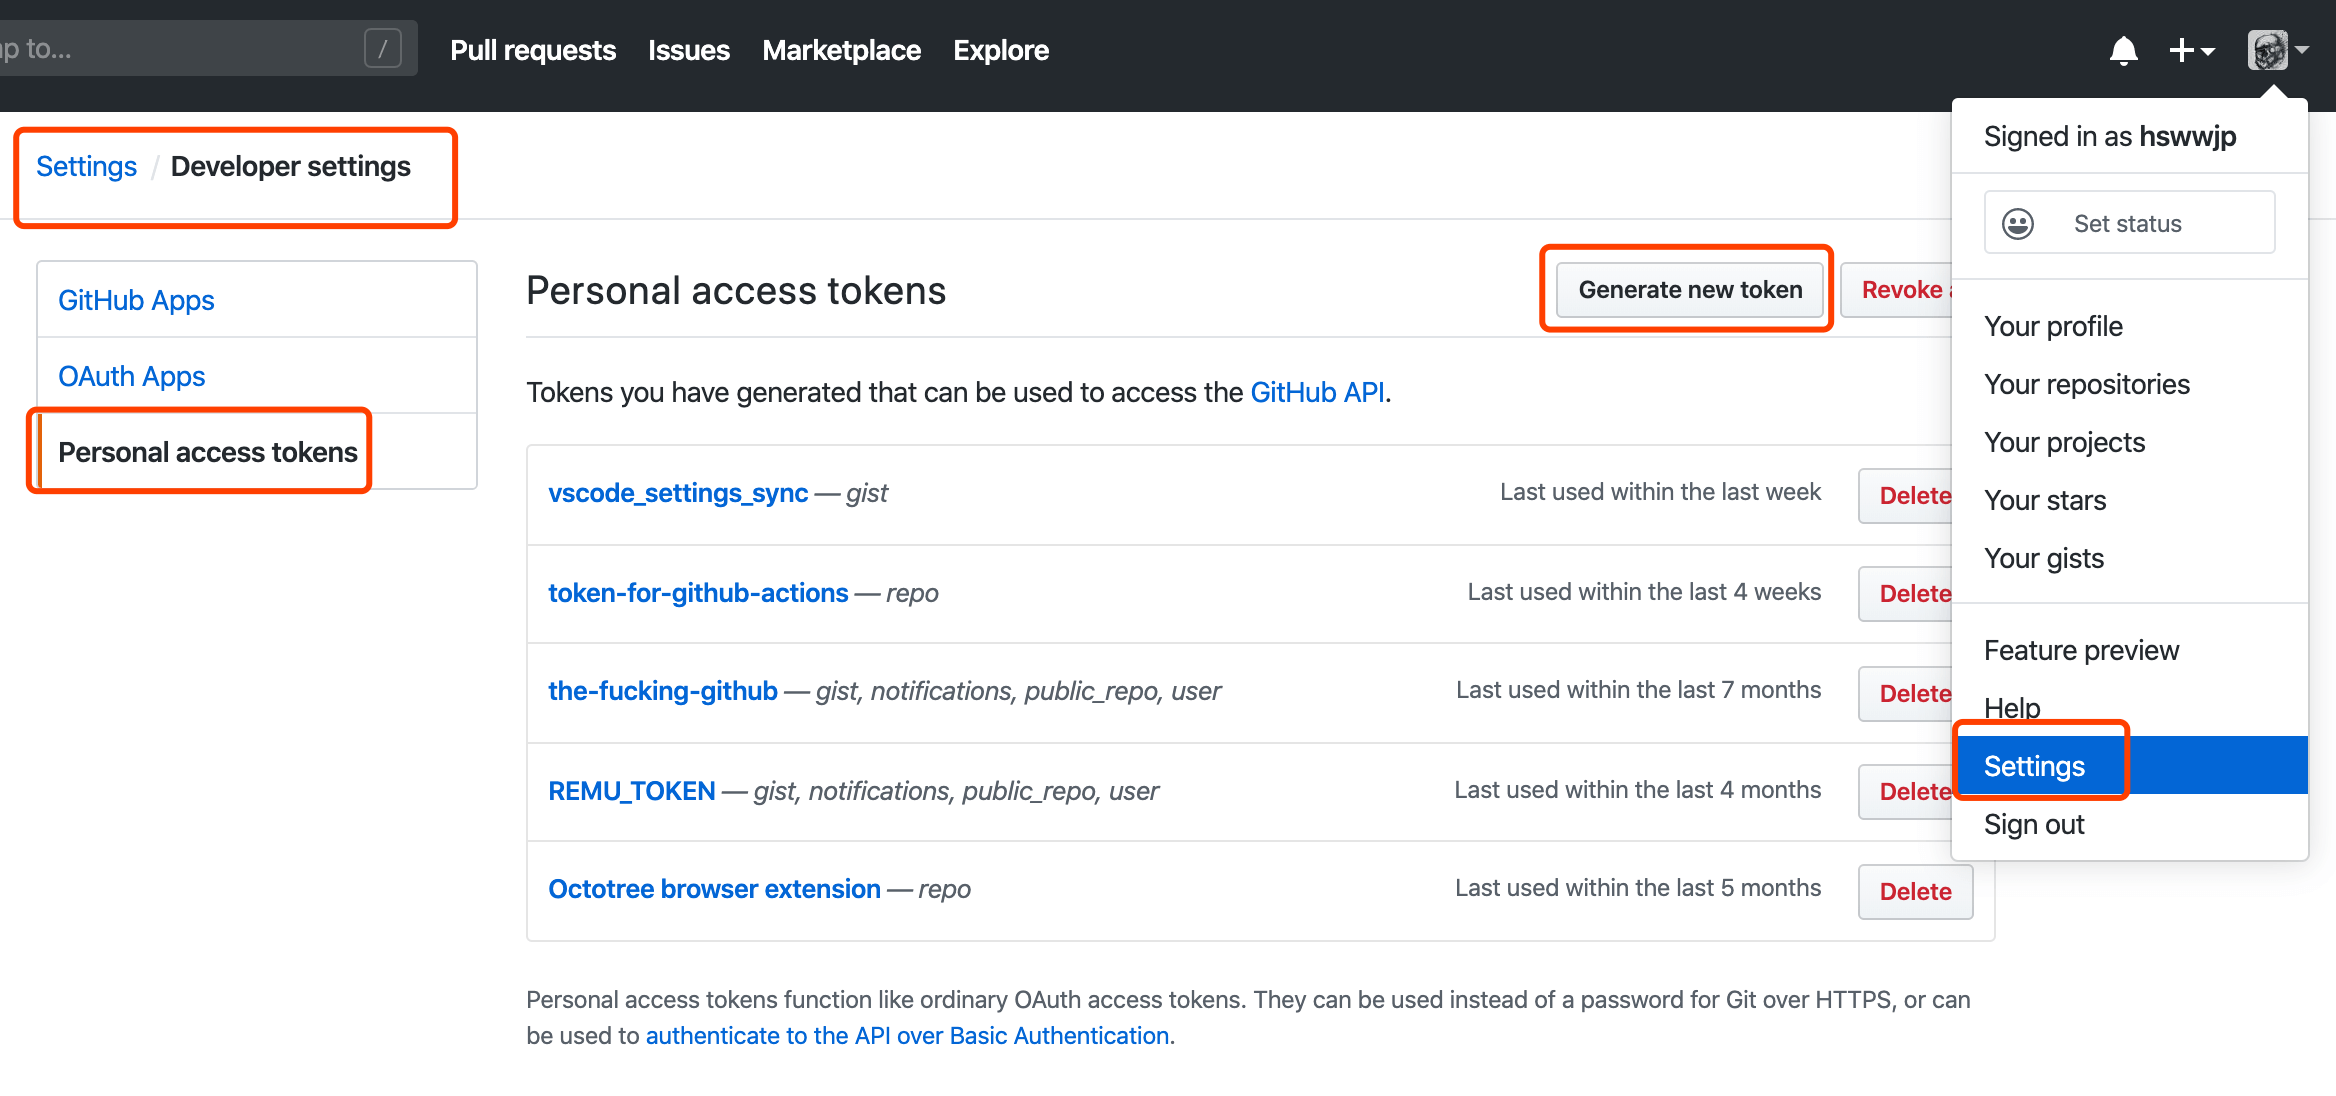 to...
/
Pull requests
Issues
Marketplace
Explore
Signed in as hswwjp
Set status
Your profile
Your repositories
Your projects
Your stars
Your gists
Feature preview
Help
Settings
Sign out
Settings / Developer settings
GitHub Apps
OAuth Apps
Personal access tokens
Personal access tokens
Generate new token
Revoke
Tokens you have generated that can be used to access the GitHub API.
vscode_settings_sync — gist Last used within the last week Delete
token-for-github-actions — repo Last used within the last 4 weeks Delete
the-fucking-github — gist, notifications, public_repo, user Last used within the last 7 months Delete
REMU_TOKEN — gist, notifications, public_repo, user Last used within the last 4 months Delete
Octotree browser extension — repo Last used within the last 5 months Delete
Personal access tokens function like ordinary OAuth access tokens. They can be used instead of a password for Git over HTTPS, or can
be used to authenticate to the API over Basic Authentication.